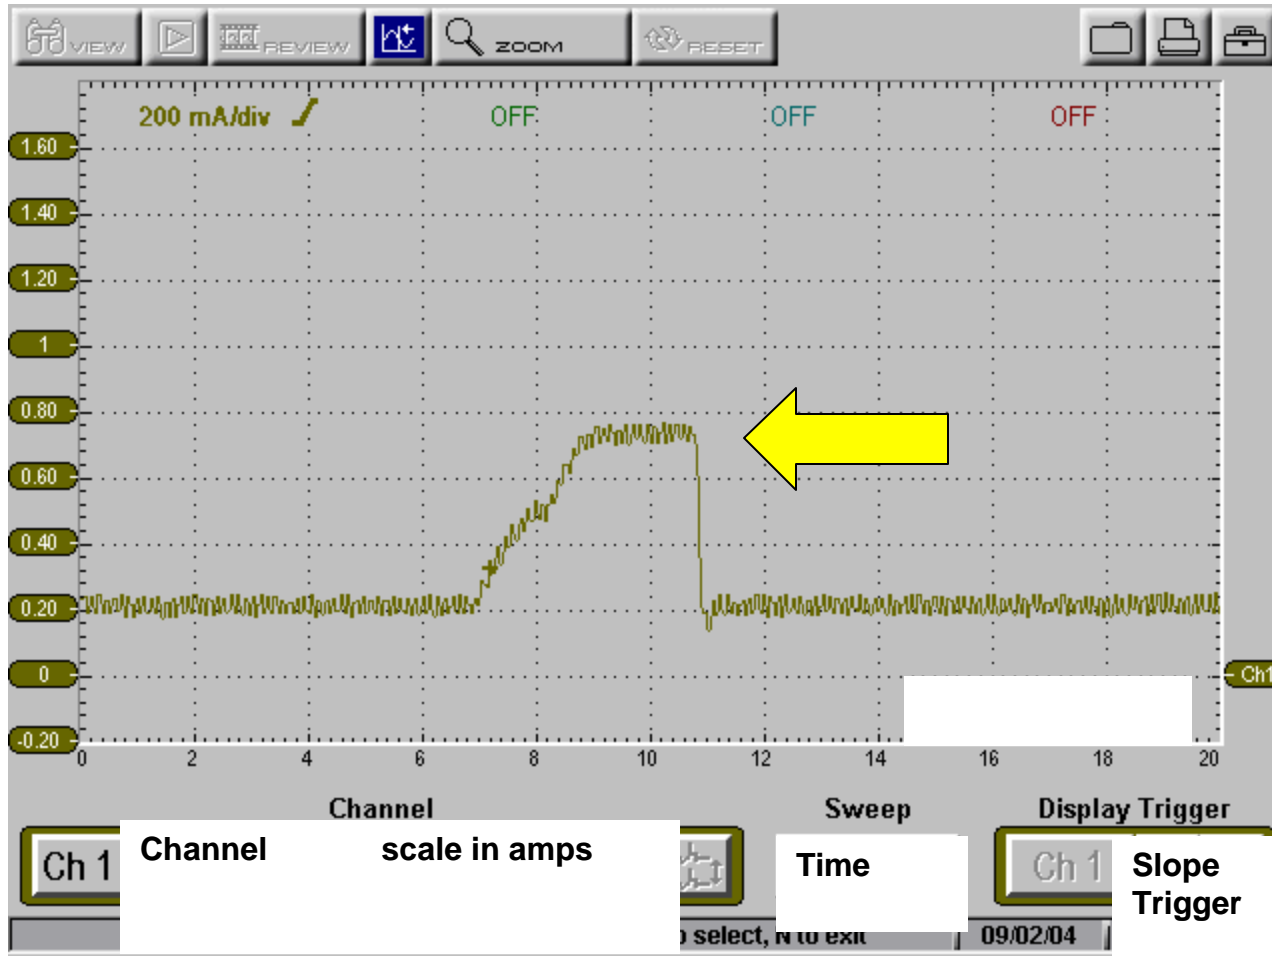 VIEW REVIEW ZOOM RESET
200 mA/div OFF OFF OFF
1.60
1.40
1.20
1
0.80
0.60
0.40
0.20
0 Ch1
-0.20
0 2 4 6 8 10 12 14 16 18 20
Channel Sweep Display Trigger
Ch 1 Channel scale in amps Time Ch 1 Slope
Trigger
select, N to exit 09/02/04